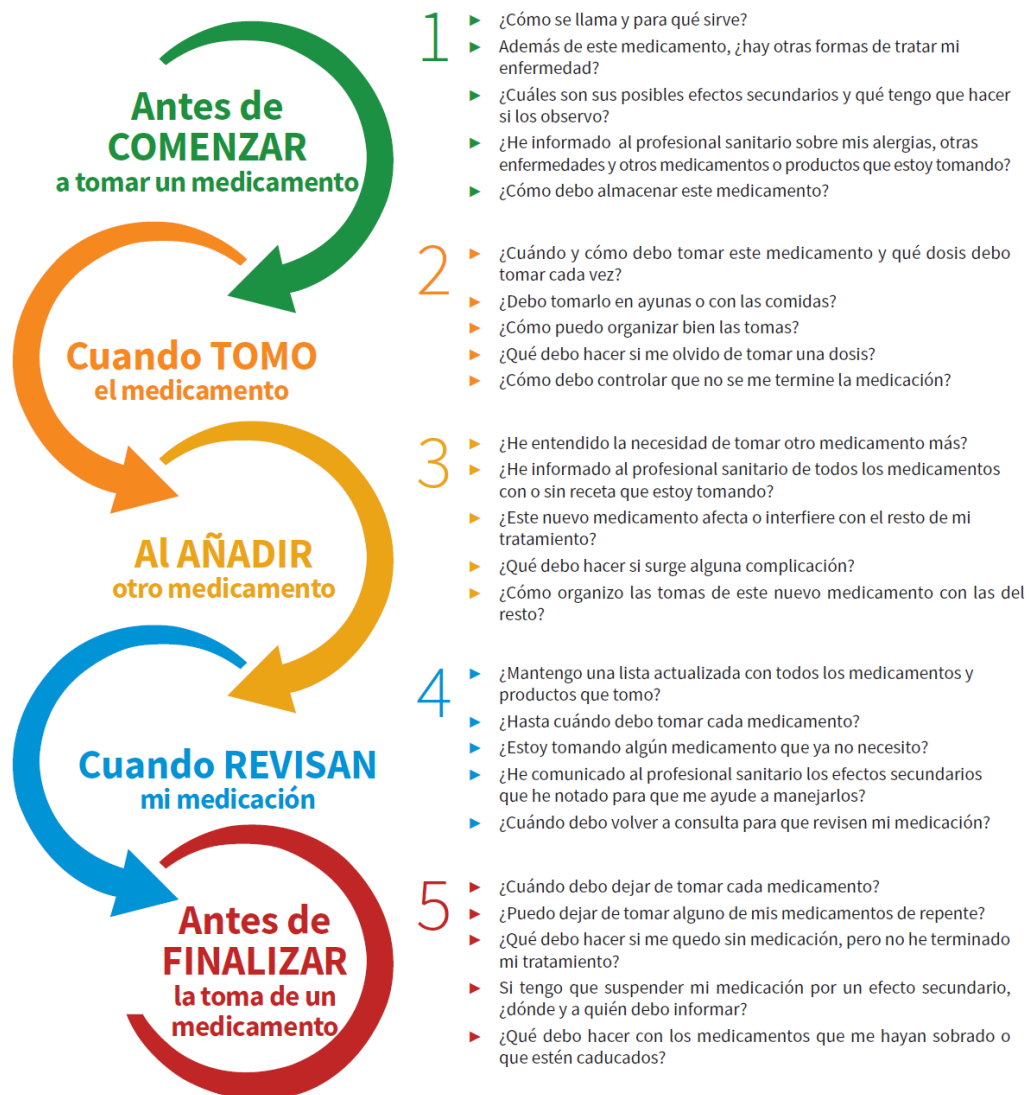 Antes de
COMENZAR
a tomar un medicamento
1
► ¿Cómo se llama y para qué sirve?
► Además de este medicamento, ¿hay otras formas de tratar mi
enfermedad?
► ¿Cuáles son sus posibles efectos secundarios y qué tengo que hacer
si los observo?
► ¿He informado al profesional sanitario sobre mis alergias, otras
enfermedades y otros medicamentos o productos que estoy tomando?
► ¿Cómo debo almacenar este medicamento?
Cuando TOMO
el medicamento
2
► ¿Cuándo y cómo debo tomar este medicamento y qué dosis debo
tomar cada vez?
► ¿Debo tomarlo en ayunas o con las comidas?
► ¿Cómo puedo organizar bien las tomas?
► ¿Qué debo hacer si me olvido de tomar una dosis?
► ¿Cómo debo controlar que no se me termine la medicación?
Al AÑADIR
otro medicamento
3
► ¿He entendido la necesidad de tomar otro medicamento más?
► ¿He informado al profesional sanitario de todos los medicamentos
con o sin receta que estoy tomando?
► ¿Este nuevo medicamento afecta o interfiere con el resto de mi
tratamiento?
► ¿Qué debo hacer si surge alguna complicación?
► ¿Cómo organizo las tomas de este nuevo medicamento con las del
resto?
Cuando REVISAN
mi medicación
4
► ¿Mantengo una lista actualizada con todos los medicamentos y
productos que tomo?
► ¿Hasta cuándo debo tomar cada medicamento?
► ¿Estoy tomando algún medicamento que ya no necesito?
► ¿He comunicado al profesional sanitario los efectos secundarios
que he notado para que me ayude a manejarlos?
► ¿Cuándo debo volver a consulta para que revisen mi medicación?
Antes de
FINALIZAR
la toma de un
medicamento
5
► ¿Cuándo debo dejar de tomar cada medicamento?
► ¿Puedo dejar de tomar alguno de mis medicamentos de repente?
► ¿Qué debo hacer si me quedo sin medicación, pero no he terminado
mi tratamiento?
► Si tengo que suspender mi medicación por un efecto secundario,
¿dónde y a quién debo informar?
► ¿Qué debo hacer con los medicamentos que me hayan sobrado o
que estén caducados?